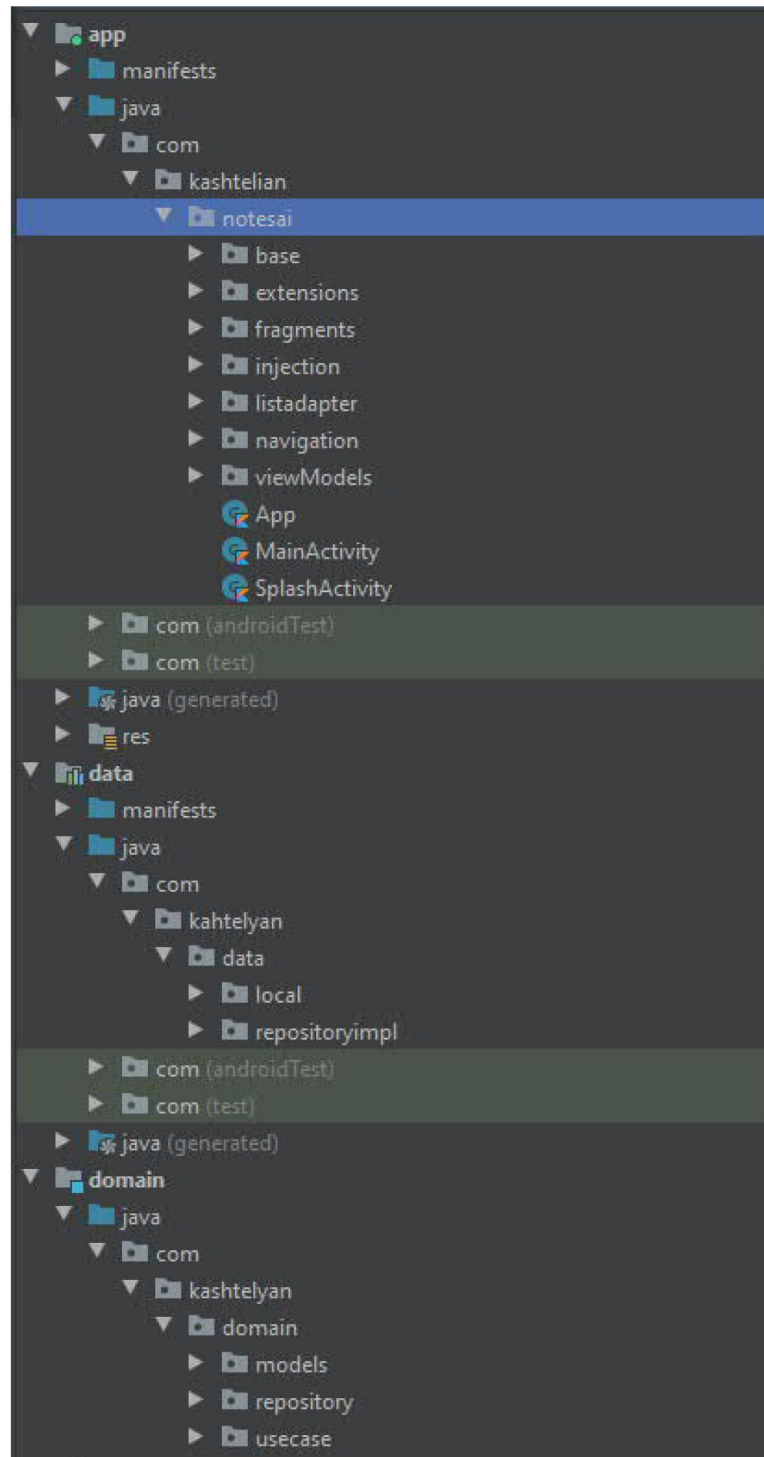 app
manifests
java
com
kashtelian
notesai
base
extensions
fragments
injection
listadapter
navigation
viewModels
App
MainActivity
SplashActivity
com (androidTest)
com (test)
java (generated)
res
data
manifests
java
com
kahtelyan
data
local
repositoryimpl
com (androidTest)
com (test)
java (generated)
domain
java
com
kashtelyan
domain
models
repository
usecase